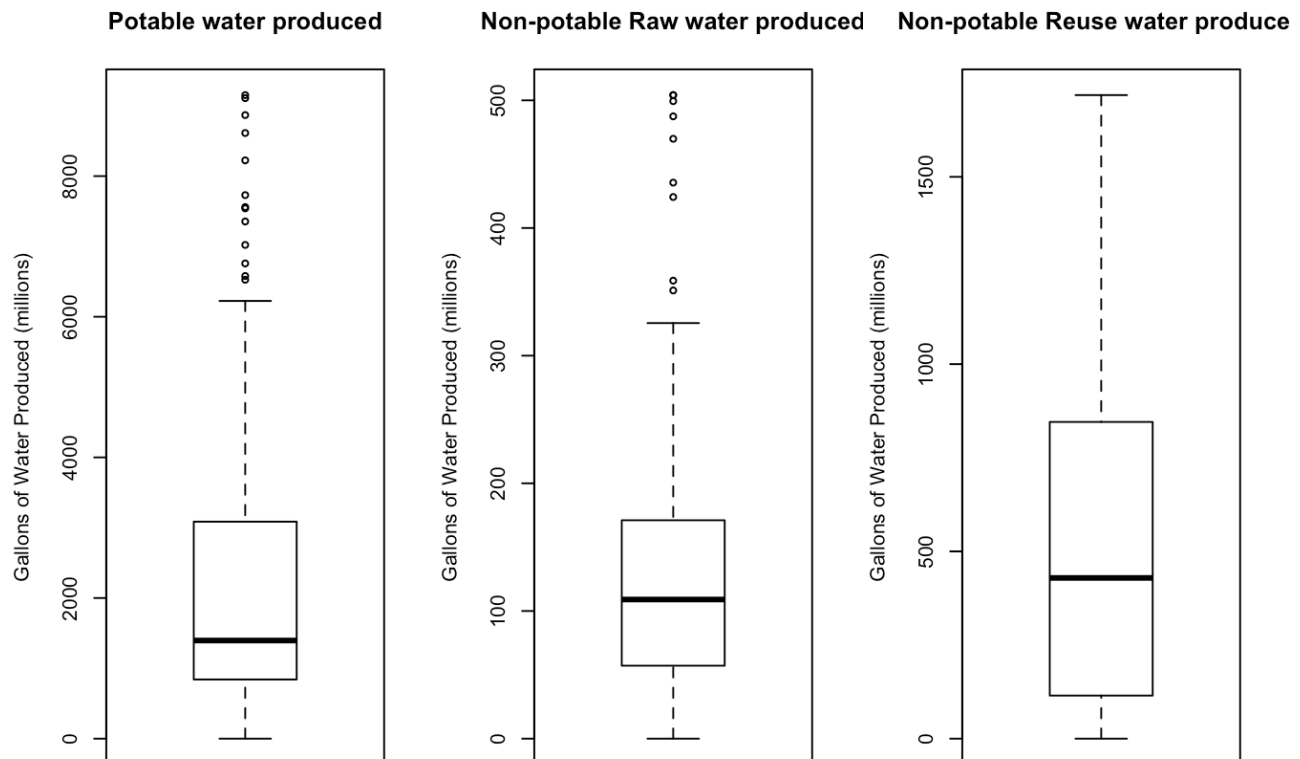 Potable water produced
Gallons of Water Produced (millions)
0
2000
4000
6000
8000
Non-potable Raw water produced
Gallons of Water Produced (millions)
0
100
200
300
400
500
Non-potable Reuse water produce
Gallons of Water Produced (millions)
0
500
1000
1500